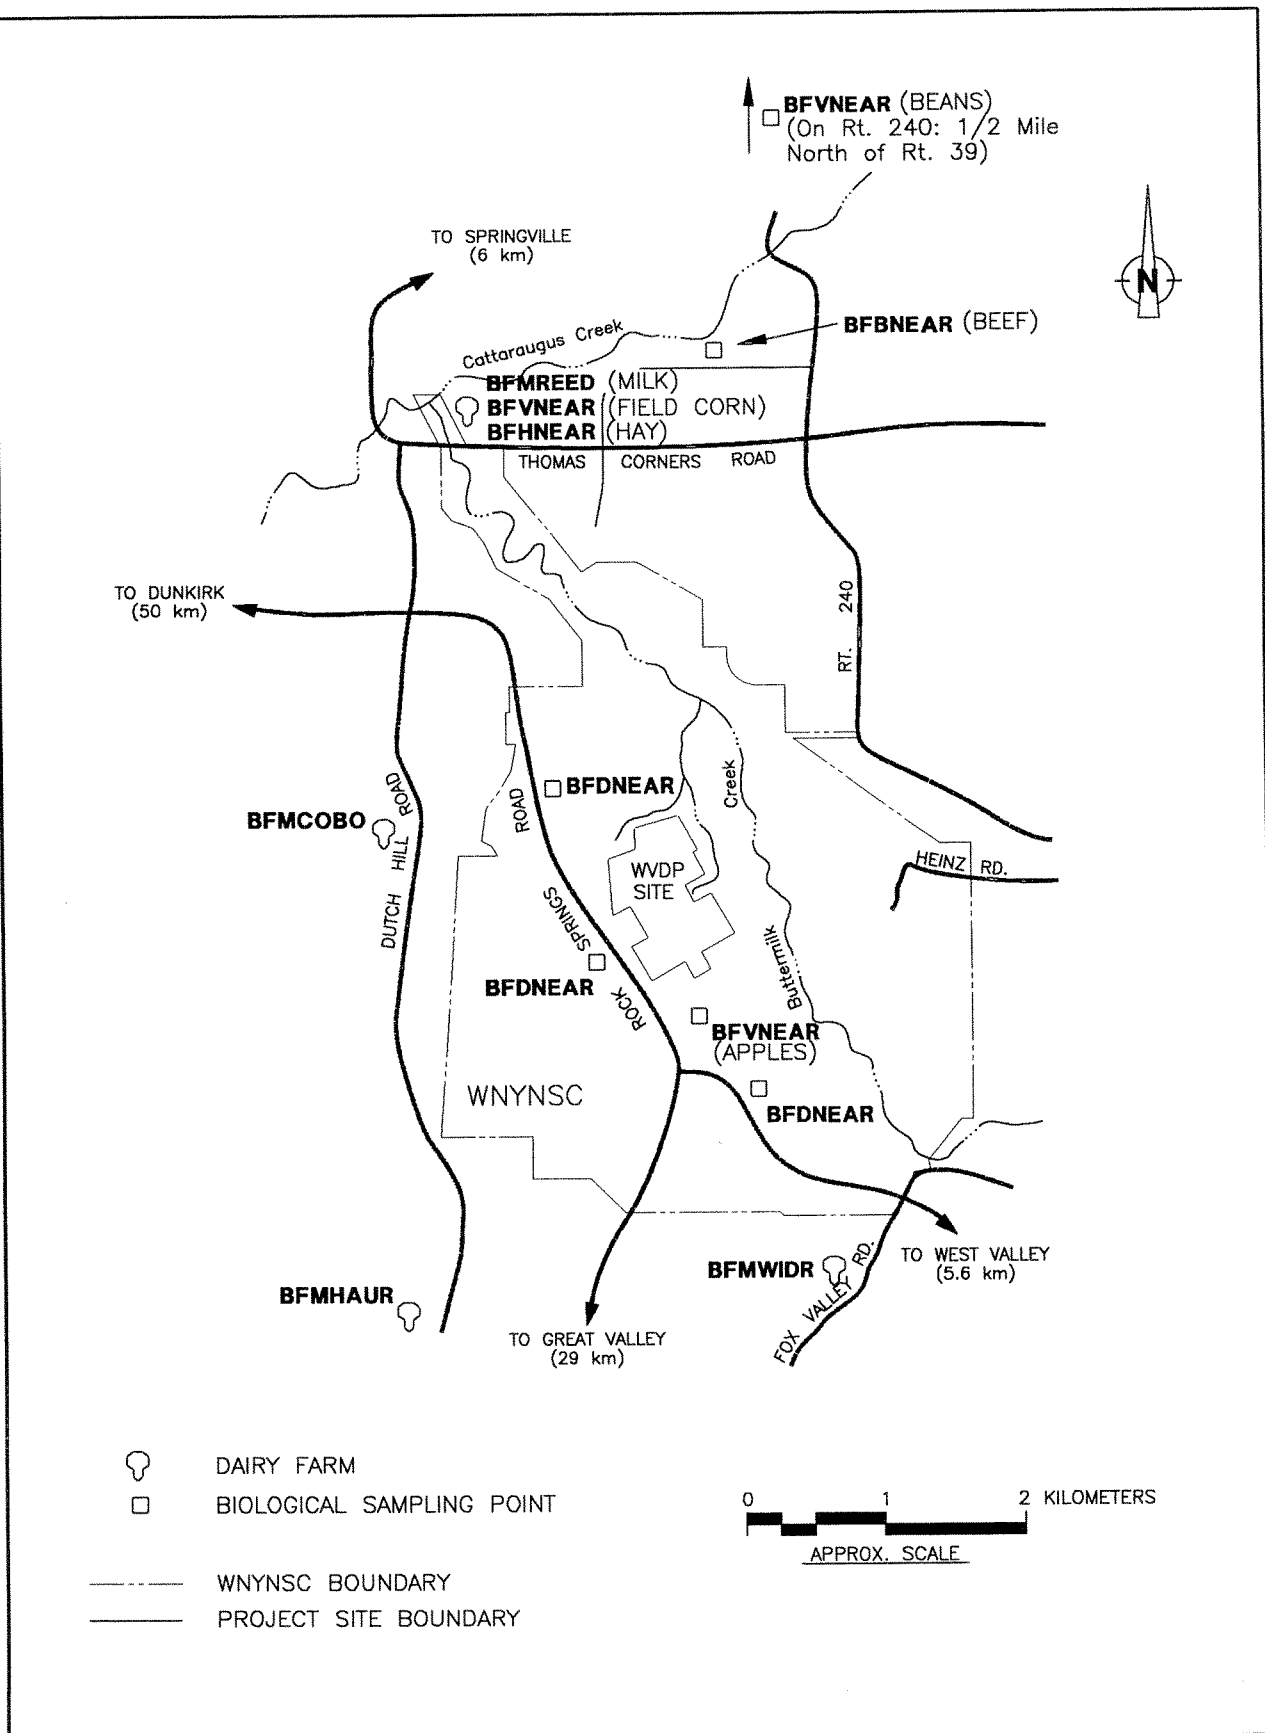 BFVNEAR (BEANS)
(On Rt. 240: 1/2 Mile
North of Rt. 39)
TO SPRINGVILLE
(6 km)
N
BFBNEAR (BEEF)
Cattaraugus Creek
BFMREED (MILK)
BFVNEAR (FIELD CORN)
BFHNEAR (HAY)
THOMAS CORNERS ROAD
TO DUNKIRK
(50 km)
RT. 240
BFDNEAR
BFMCOBO
DUTCH HILL ROAD
ROCK SPRINGS ROAD
WVDP
SITE
Buttermilk Creek
HEINZ RD.
BFDNEAR
BFVNEAR
(APPLES)
WNYNSC
BFDNEAR
BFMWIDR
FOX VALLEY RD.
TO WEST VALLEY
(5.6 km)
BFMHAUR
TO GREAT VALLEY
(29 km)
DAIRY FARM
BIOLOGICAL SAMPLING POINT
0 1 2 KILOMETERS
APPROX. SCALE
WNYNSC BOUNDARY
PROJECT SITE BOUNDARY